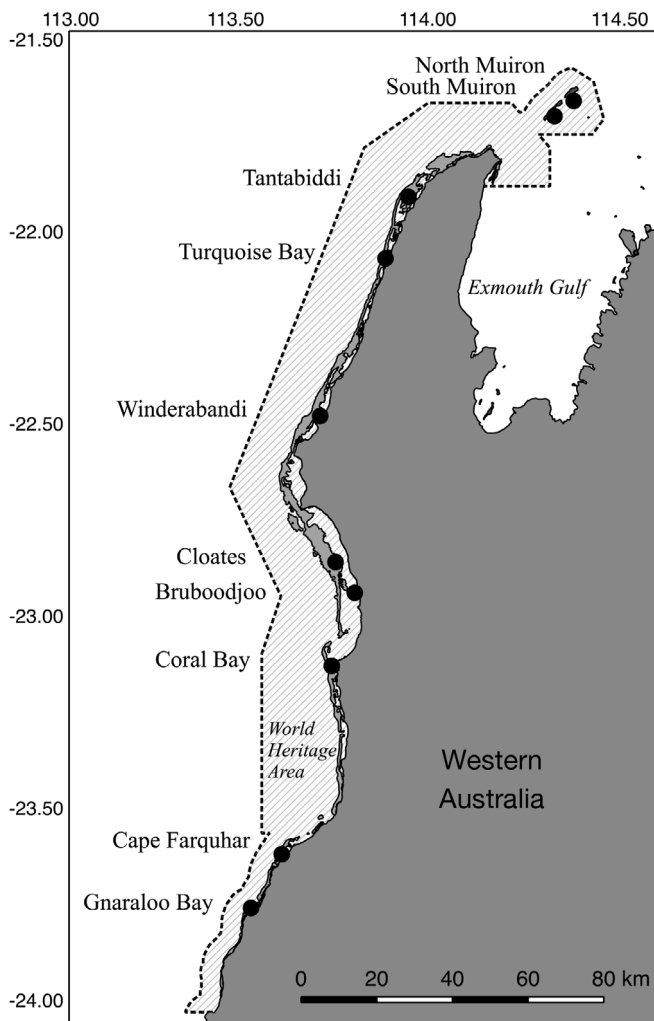 113.00 113.50 114.00 114.50
-21.50
North Muiron
South Muiron
Tantabiddi
-22.00
Turquoise Bay
Exmouth Gulf
Winderabandi
-22.50
Cloates
Bruboodjoo
-23.00
Coral Bay
World
Heritage
Area
Western
Australia
-23.50
Cape Farquhar
Gnaraloo Bay
0 20 40 60 80 km
-24.00